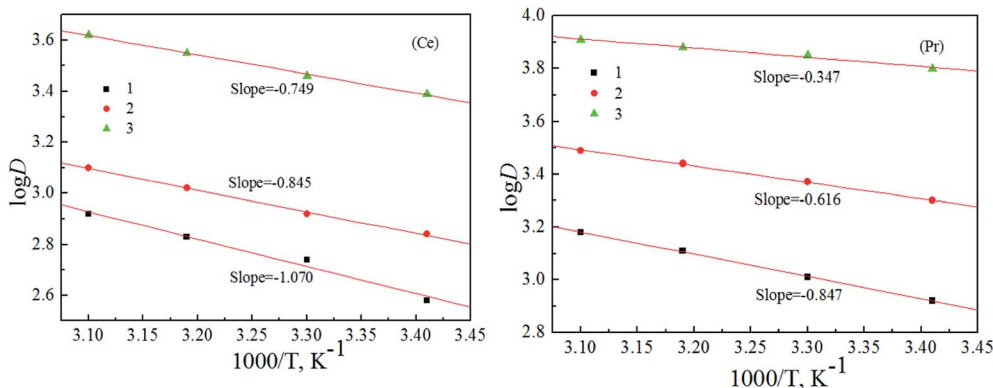 (Ce)
3.6
3.4
3.1
3.0
2.8
2.6
logD
1
2
3
Slope=-0.749
Slope=-0.845
Slope=-1.070
3.10 3.15 3.20 3.25 3.30 3.35 3.40 3.45
1000/T, K-1
(Pr)
4.0
3.8
3.6
3.4
3.2
3.0
2.8
logD
1
2
3
Slope=-0.347
Slope=-0.616
Slope=-0.847
3.10 3.15 3.20 3.25 3.30 3.35 3.40 3.45
1000/T, K-1